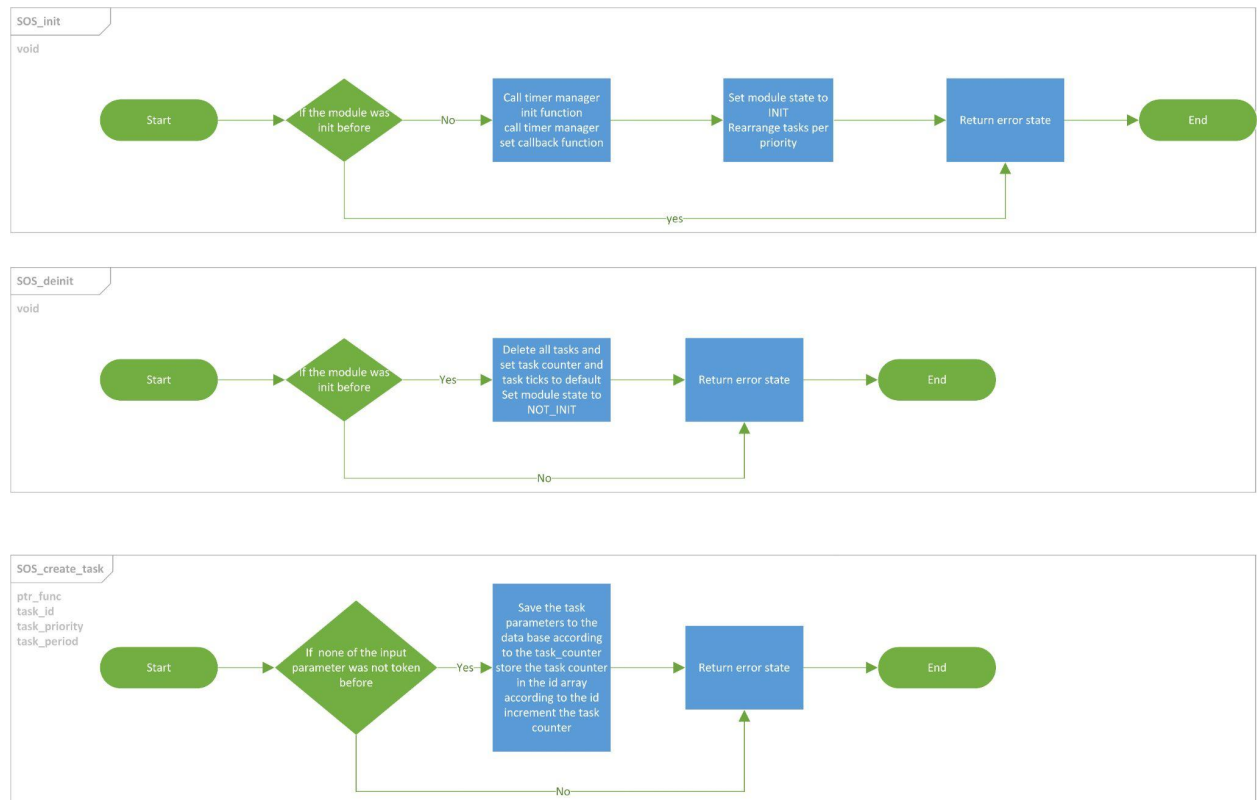 SOS_init
void
Start
If the module was
init before
No
Call timer manager
init function
call timer manager
set callback function
Set module state to
INIT
Rearrange tasks per
priority
Return error state
End
yes
SOS_deinit
void
Start
If the module was
init before
Yes
Delete all tasks and
set task counter and
task ticks to default
Set module state to
NOT_INIT
Return error state
End
No
SOS_create_task
ptr_func
task_id
task_priority
task_period
Start
If none of the input
parameter was not token
before
Yes
Save the task
parameters to the
data base according
to the task_counter
store the task counter
in the id array
according to the id
increment the task
counter
Return error state
End
No